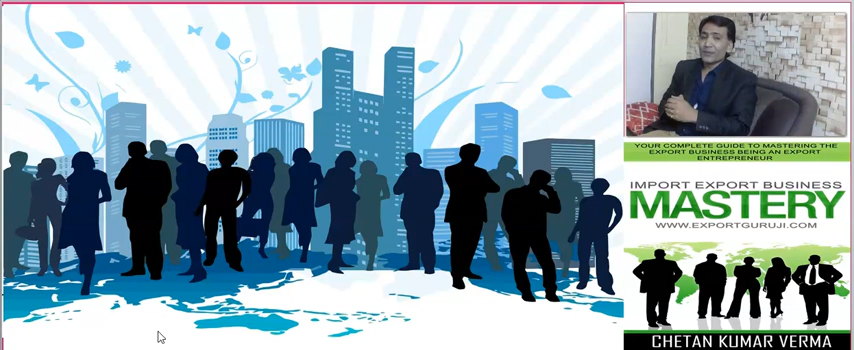 YOUR COMPLETE GUIDE TO MASTERING THE
EXPORT BUSINESS BEING AN EXPORT
ENTREPRENEUR
IMPORT EXPORT BUSINESS
MASTERY
WWW.EXPORTGURUJI.COM
CHETAN KUMAR VERMA